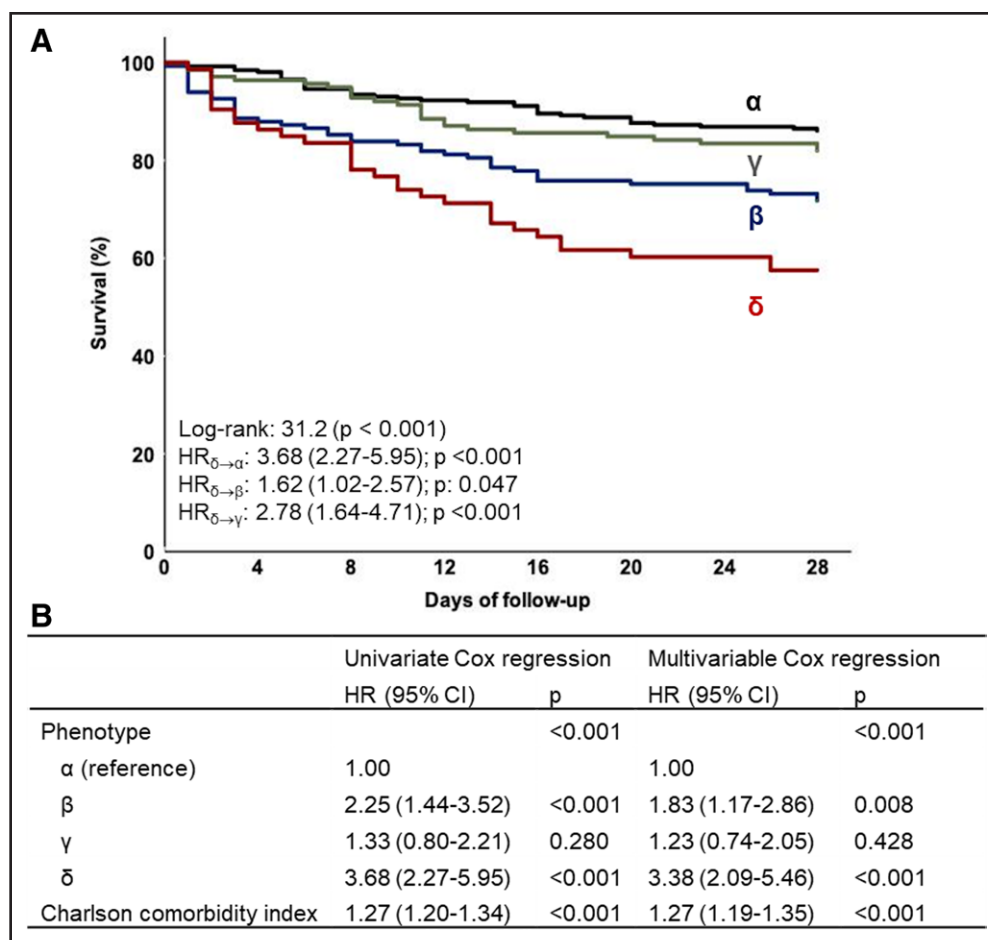 A
100
80
60
40
20
0
Survival (%)
α
γ
β
δ
Log-rank: 31.2 (p < 0.001)
HRδ→α: 3.68 (2.27-5.95); p <0.001
HRδ→β: 1.62 (1.02-2.57); p: 0.047
HRδ→γ: 2.78 (1.64-4.71); p <0.001
0 4 8 12 16 20 24 28
Days of follow-up
B
Univariate Cox regression Multivariable Cox regression
HR (95% CI) p HR (95% CI) p
Phenotype <0.001 <0.001
α (reference) 1.00 1.00
β 2.25 (1.44-3.52) <0.001 1.83 (1.17-2.86) 0.008
γ 1.33 (0.80-2.21) 0.280 1.23 (0.74-2.05) 0.428
δ 3.68 (2.27-5.95) <0.001 3.38 (2.09-5.46) <0.001
Charlson comorbidity index 1.27 (1.20-1.34) <0.001 1.27 (1.19-1.35) <0.001